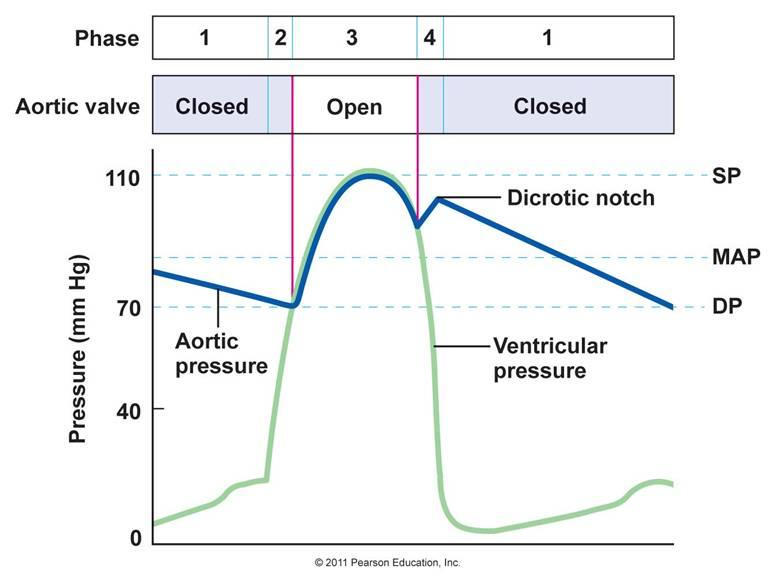 Phase 1 2 3 4 1
Aortic valve Closed Open Closed
110
SP
Dicrotic notch
MAP
Pressure (mm Hg)
70
DP
Aortic
pressure
Ventricular
pressure
40
0
© 2011 Pearson Education, Inc.